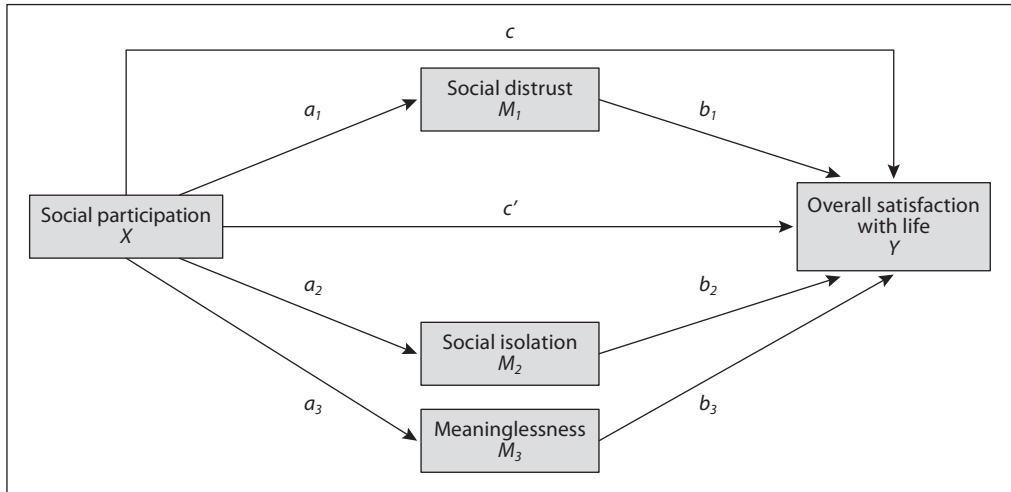 c
Social distrust
M₁
a₁
b₁
Social participation
X
c′
Overall satisfaction
with life
Y
a₂
b₂
Social isolation
M₂
a₃
b₃
Meaninglessness
M₃